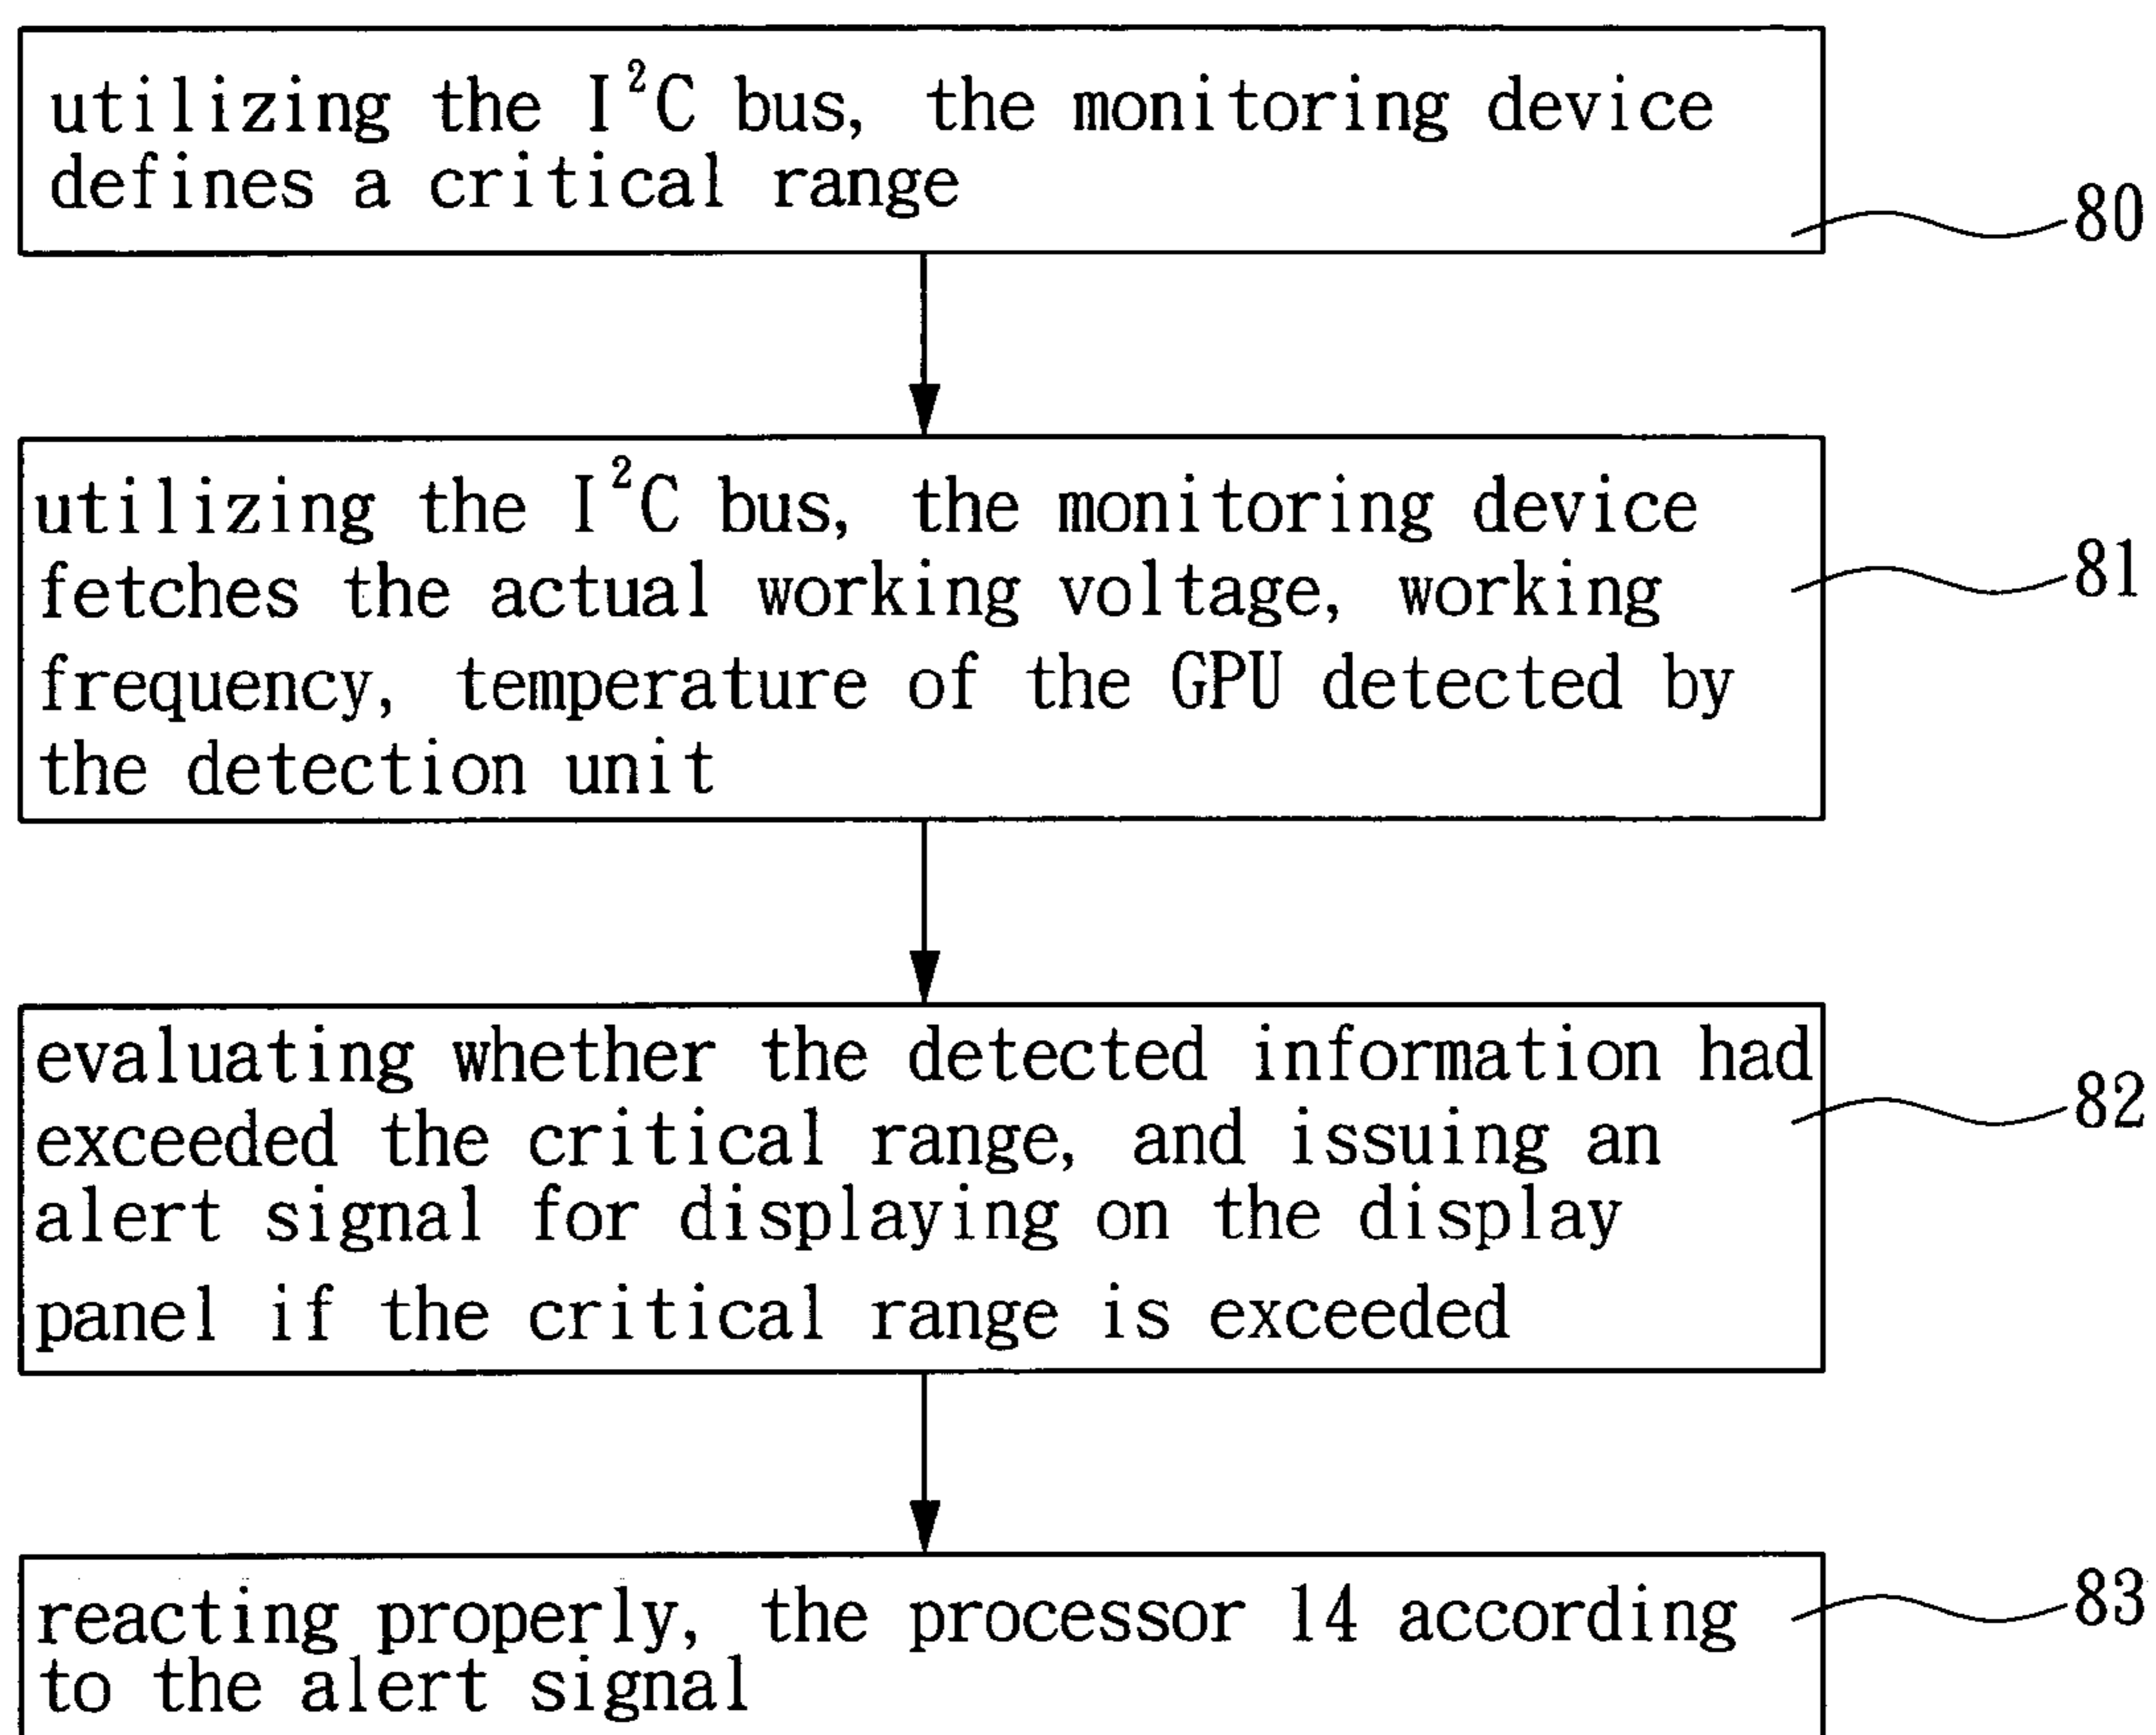 utilizing the I²C bus, the monitoring device
defines a critical range
80
utilizing the I²C bus, the monitoring device
fetches the actual working voltage, working
frequency, temperature of the GPU detected by
the detection unit
81
evaluating whether the detected information had
exceeded the critical range, and issuing an
alert signal for displaying on the display
panel if the critical range is exceeded
82
reacting properly, the processor 14 according
to the alert signal
83